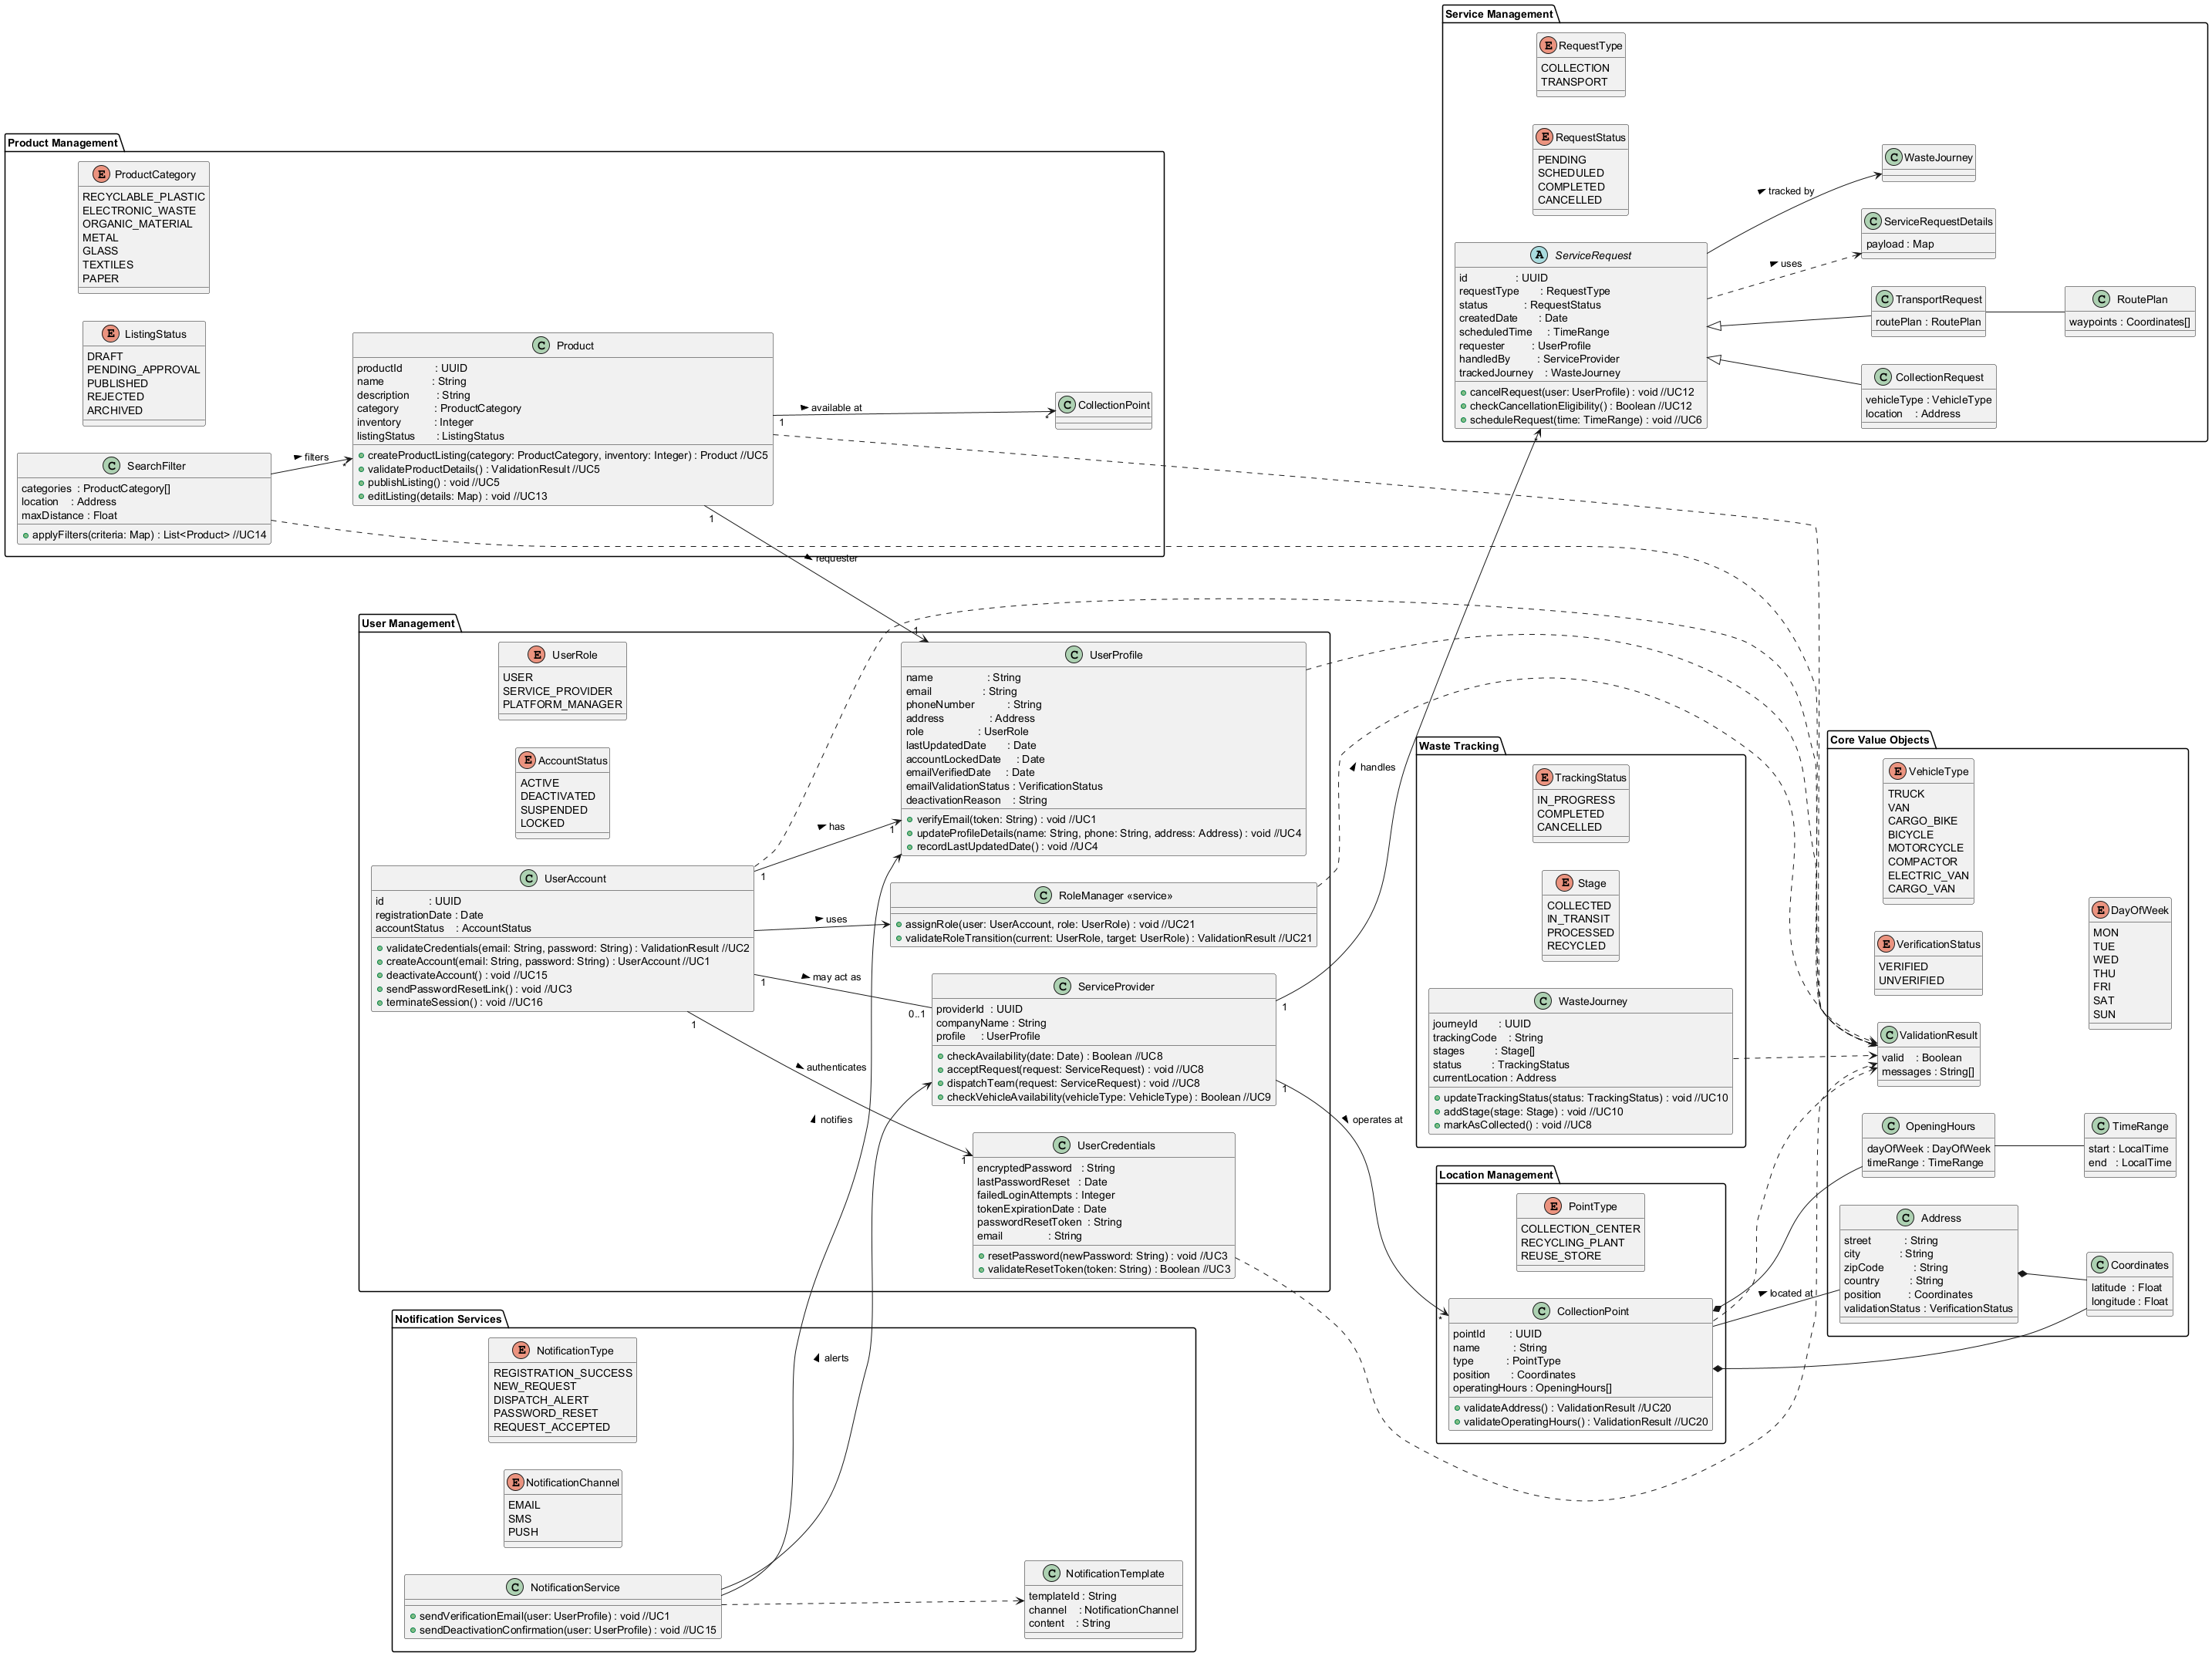 Service Management
E RequestType
COLLECTION
TRANSPORT
E RequestStatus
PENDING
SCHEDULED
COMPLETED
CANCELLED
C WasteJourney
tracked by
C ServiceRequestDetails
payload : Map
uses
A ServiceRequest
id : UUID
requestType : RequestType
status : RequestStatus
createdDate : Date
scheduledTime : TimeRange
requester : UserProfile
handledBy : ServiceProvider
trackedJourney : WasteJourney
cancelRequest(user: UserProfile) : void //UC12
checkCancellationEligibility() : Boolean //UC12
scheduleRequest(time: TimeRange) : void //UC6
C TransportRequest
routePlan : RoutePlan
C RoutePlan
waypoints : Coordinates[]
C CollectionRequest
vehicleType : VehicleType
location : Address
Product Management
E ProductCategory
RECYCLABLE_PLASTIC
ELECTRONIC_WASTE
ORGANIC_MATERIAL
METAL
GLASS
TEXTILES
PAPER
E ListingStatus
DRAFT
PENDING_APPROVAL
PUBLISHED
REJECTED
ARCHIVED
C SearchFilter
categories : ProductCategory[]
location : Address
maxDistance : Float
applyFilters(criteria: Map) : List<Product> //UC14
filters
*
C Product
productId : UUID
name : String
description : String
category : ProductCategory
inventory : Integer
listingStatus : ListingStatus
createProductListing(category: ProductCategory, inventory: Integer) : Product //UC5
validateProductDetails() : ValidationResult //UC5
publishListing() : void //UC5
editListing(details: Map) : void //UC13
available at
1
*
C CollectionPoint
1
requester
1
User Management
E UserRole
USER
SERVICE_PROVIDER
PLATFORM_MANAGER
E AccountStatus
ACTIVE
DEACTIVATED
SUSPENDED
LOCKED
C UserAccount
id : UUID
registrationDate : Date
accountStatus : AccountStatus
validateCredentials(email: String, password: String) : ValidationResult //UC2
createAccount(email: String, password: String) : UserAccount //UC1
deactivateAccount() : void //UC15
sendPasswordResetLink() : void //UC3
terminateSession() : void //UC16
has
1
1
uses
may act as
1
0..1
authenticates
1
1
C UserProfile
name : String
email : String
phoneNumber : String
address : Address
role : UserRole
lastUpdatedDate : Date
accountLockedDate : Date
emailVerifiedDate : Date
emailValidationStatus : VerificationStatus
deactivationReason : String
verifyEmail(token: String) : void //UC1
updateProfileDetails(name: String, phone: String, address: Address) : void //UC4
recordLastUpdatedDate() : void //UC4
C RoleManager «service»
assignRole(user: UserAccount, role: UserRole) : void //UC21
validateRoleTransition(current: UserRole, target: UserRole) : ValidationResult //UC21
C ServiceProvider
providerId : UUID
companyName : String
profile : UserProfile
checkAvailability(date: Date) : Boolean //UC8
acceptRequest(request: ServiceRequest) : void //UC8
dispatchTeam(request: ServiceRequest) : void //UC8
checkVehicleAvailability(vehicleType: VehicleType) : Boolean //UC9
C UserCredentials
encryptedPassword : String
lastPasswordReset : Date
failedLoginAttempts : Integer
tokenExpirationDate : Date
passwordResetToken : String
email : String
resetPassword(newPassword: String) : void //UC3
validateResetToken(token: String) : Boolean //UC3
handles
1
*
operates at
1
*
notifies
alerts
Waste Tracking
E TrackingStatus
IN_PROGRESS
COMPLETED
CANCELLED
E Stage
COLLECTED
IN_TRANSIT
PROCESSED
RECYCLED
C WasteJourney
journeyId : UUID
trackingCode : String
stages : Stage[]
status : TrackingStatus
currentLocation : Address
updateTrackingStatus(status: TrackingStatus) : void //UC10
addStage(stage: Stage) : void //UC10
markAsCollected() : void //UC8
Location Management
E PointType
COLLECTION_CENTER
RECYCLING_PLANT
REUSE_STORE
C CollectionPoint
pointId : UUID
name : String
type : PointType
position : Coordinates
operatingHours : OpeningHours[]
validateAddress() : ValidationResult //UC20
validateOperatingHours() : ValidationResult //UC20
located at
Core Value Objects
E VehicleType
TRUCK
VAN
CARGO_BIKE
BICYCLE
MOTORCYCLE
COMPACTOR
ELECTRIC_VAN
CARGO_VAN
E DayOfWeek
MON
TUE
WED
THU
FRI
SAT
SUN
E VerificationStatus
VERIFIED
UNVERIFIED
C ValidationResult
valid : Boolean
messages : String[]
C OpeningHours
dayOfWeek : DayOfWeek
timeRange : TimeRange
C TimeRange
start : LocalTime
end : LocalTime
C Address
street : String
city : String
zipCode : String
country : String
position : Coordinates
validationStatus : VerificationStatus
C Coordinates
latitude : Float
longitude : Float
Notification Services
E NotificationType
REGISTRATION_SUCCESS
NEW_REQUEST
DISPATCH_ALERT
PASSWORD_RESET
REQUEST_ACCEPTED
E NotificationChannel
EMAIL
SMS
PUSH
C NotificationService
sendVerificationEmail(user: UserProfile) : void //UC1
sendDeactivationConfirmation(user: UserProfile) : void //UC15
C NotificationTemplate
templateId : String
channel : NotificationChannel
content : String